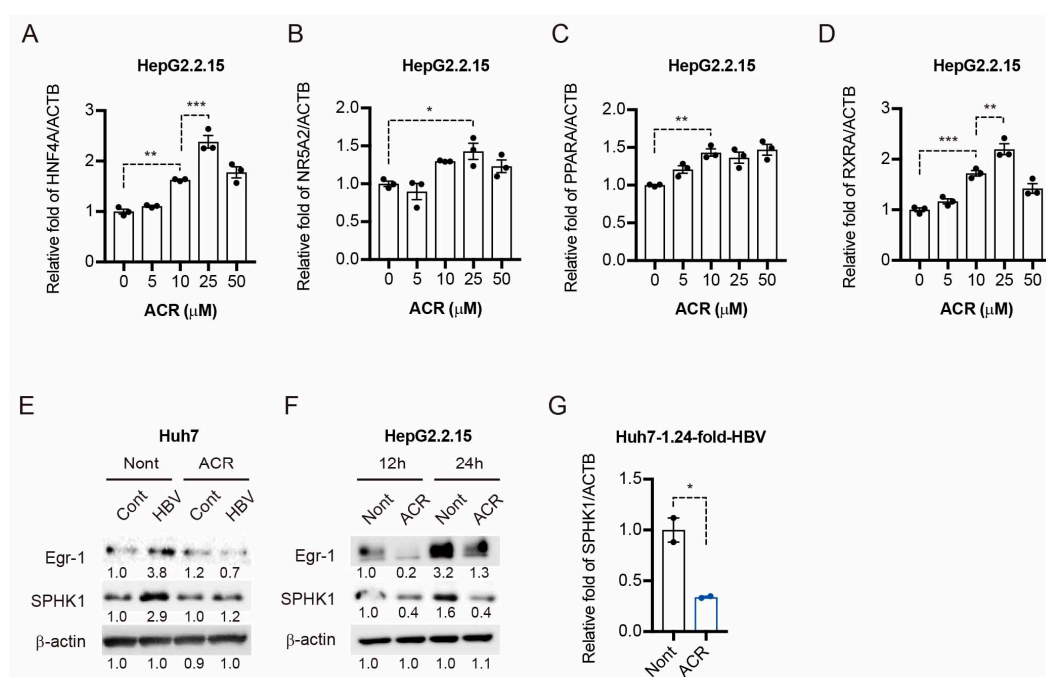 A
HepG2.2.15
Relative fold of HNF4A/ACTB
3
2
1
0
**
***
0 5 10 25 50
ACR (μM)
B
HepG2.2.15
Relative fold of NR5A2/ACTB
2.0
1.5
1.0
0.5
0.0
*
0 5 10 25 50
ACR (μM)
C
HepG2.2.15
Relative fold of PPARA/ACTB
2.0
1.5
1.0
0.5
0.0
**
0 5 10 25 50
ACR (μM)
D
HepG2.2.15
Relative fold of RXRA/ACTB
3
2
1
0
***
**
0 5 10 25 50
ACR (μM)
E
Huh7
Nont ACR
Cont HBV Cont HBV
Egr-1
1.0 3.8 1.2 0.7
SPHK1
1.0 2.9 1.0 1.2
β-actin
1.0 1.0 0.9 1.0
F
HepG2.2.15
12h 24h
Nont ACR Nont ACR
Egr-1
1.0 0.2 3.2 1.3
SPHK1
1.0 0.4 1.6 0.4
β-actin
1.0 1.0 1.0 1.1
G
Huh7-1.24-fold-HBV
Relative fold of SPHK1/ACTB
1.5
1.0
0.5
0.0
*
Nont ACR